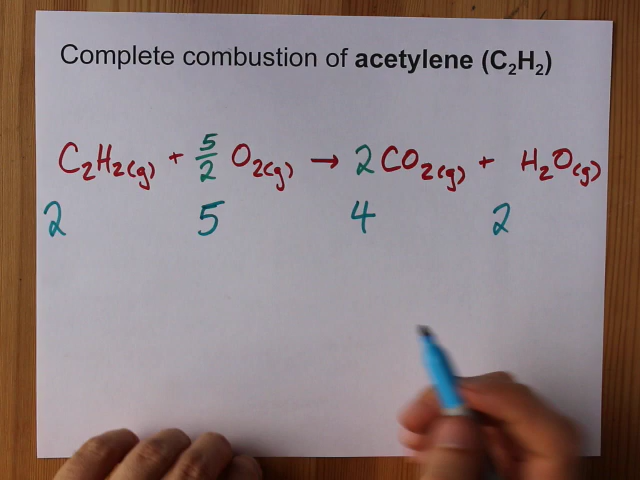 Complete combustion of acetylene (C₂H₂)
C₂H₂(g) + 5/2 O₂(g) → 2CO₂(g) + H₂O(g)
2 5 4 2